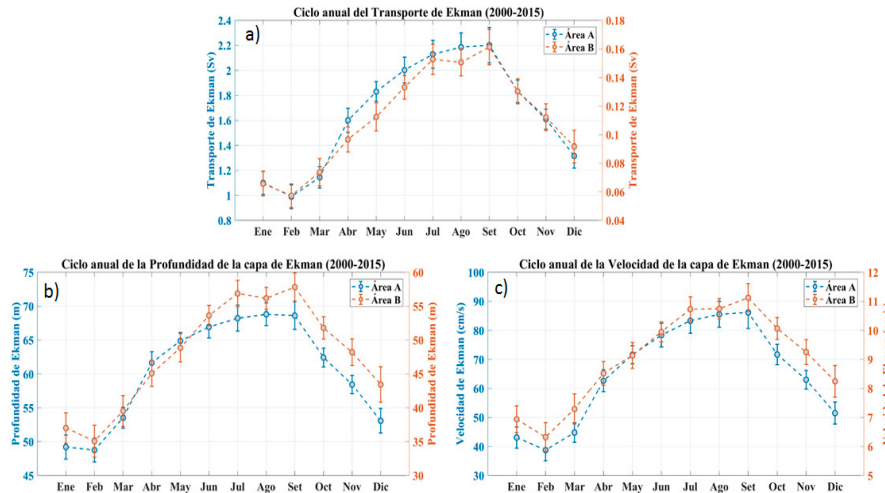 Ciclo anual del Transporte de Ekman (2000-2015)
a)
Área A
Área B
Transporte de Ekman (Sv)
2.4
2.2
2
1.8
1.6
1.4
1.2
1
0.8
0.18
0.16
0.14
0.12
0.1
0.08
0.06
0.04
Transporte de Ekman (Sv)
Ene Feb Mar Abr May Jun Jul Ago Set Oct Nov Dic
Ciclo anual de la Profundidad de la capa de Ekman (2000-2015)
b)
Área A
Área B
Profundidad de Ekman (m)
75
70
65
60
55
50
45
60
55
50
45
40
35
30
Profundidad de Ekman (m)
Ene Feb Mar Abr May Jun Jul Ago Set Oct Nov Dic
Ciclo anual de la Velocidad de la capa de Ekman (2000-2015)
c)
Área A
Área B
Velocidad de Ekman (cm/s)
100
90
80
70
60
50
40
30
12
11
10
9
8
7
6
5
Ene Feb Mar Abr May Jun Jul Ago Set Oct Nov Dic